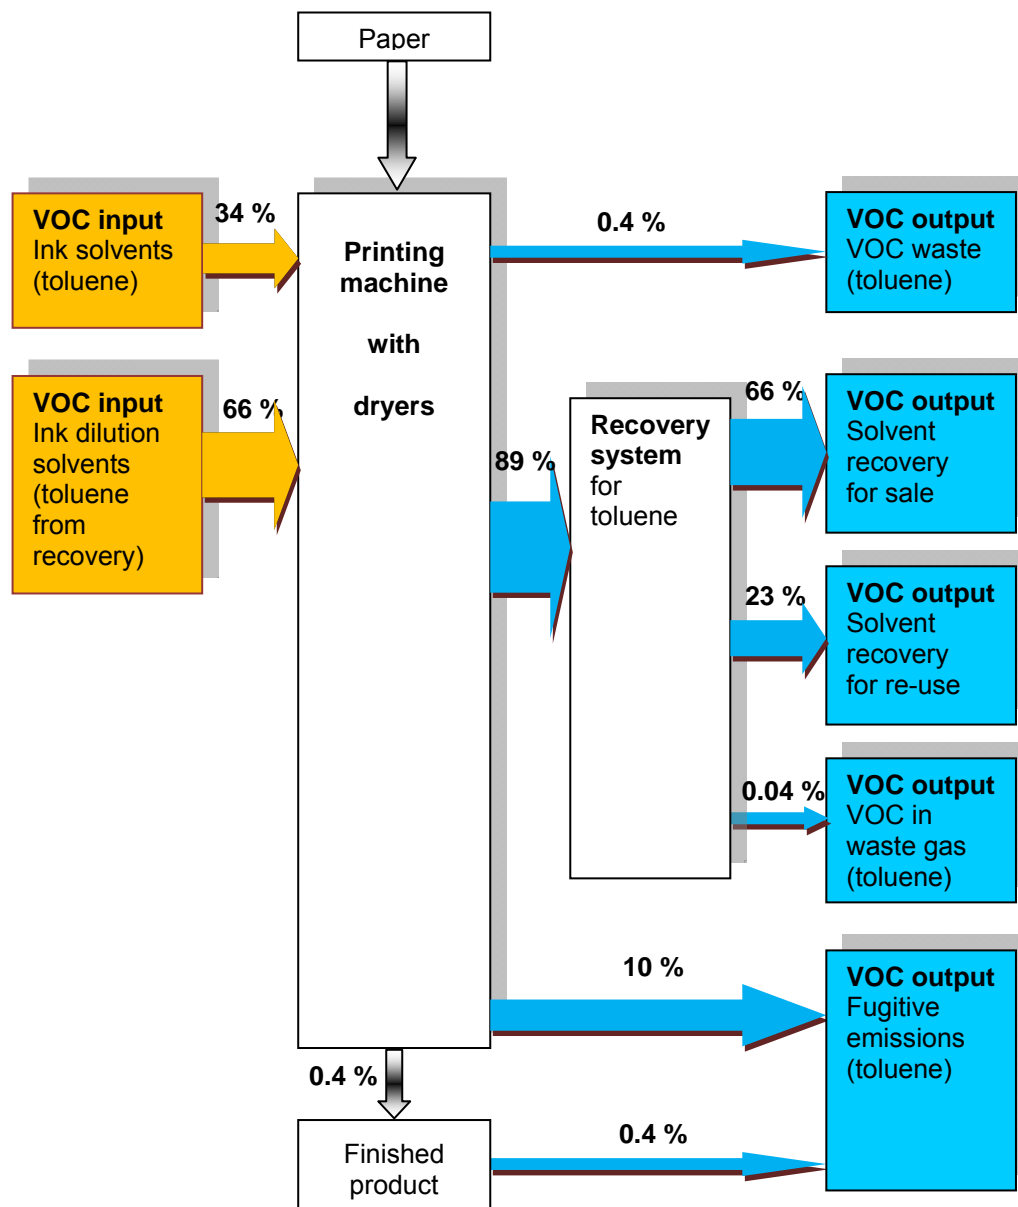 Paper
VOC input
Ink solvents
(toluene)
34 %
Printing
machine
with
dryers
0.4 %
VOC output
VOC waste
(toluene)
VOC input
Ink dilution
solvents
(toluene
from
recovery)
66 %
89 %
Recovery
system
for
toluene
66 %
VOC output
Solvent
recovery
for sale
23 %
VOC output
Solvent
recovery
for re-use
0.04 %
VOC output
VOC in
waste gas
(toluene)
10 %
VOC output
Fugitive
emissions
(toluene)
0.4 %
Finished
product
0.4 %